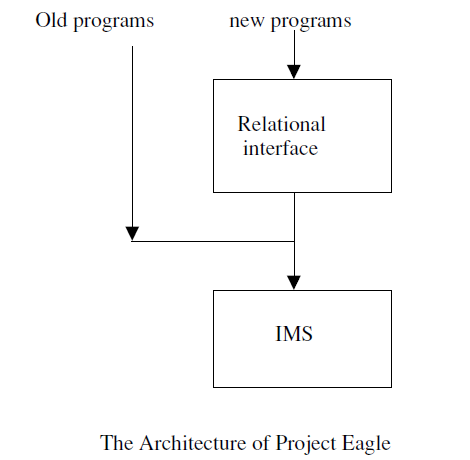 Old programs
new programs
Relational
interface
IMS
The Architecture of Project Eagle